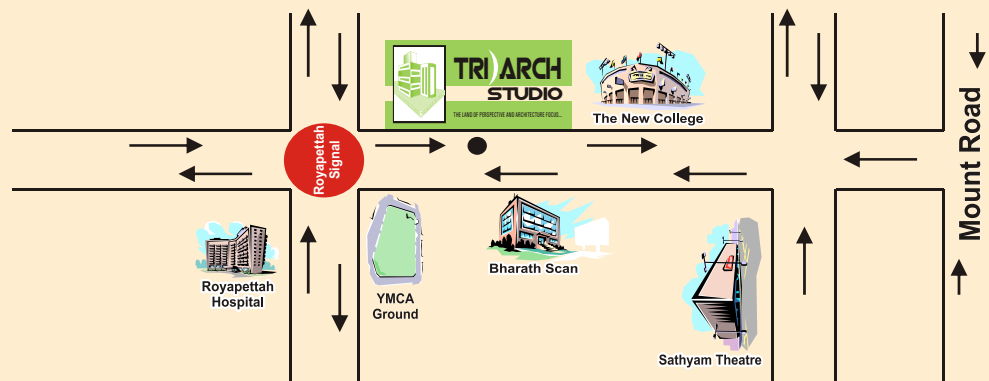 TRI ARCH
STUDIO
THE LAND OF PERSPECTIVE AND ARCHITECTURE FOCUS...
The New College
Royapettah
Signal
Mount Road
Royapettah
Hospital
YMCA
Ground
Bharath Scan
Sathyam Theatre